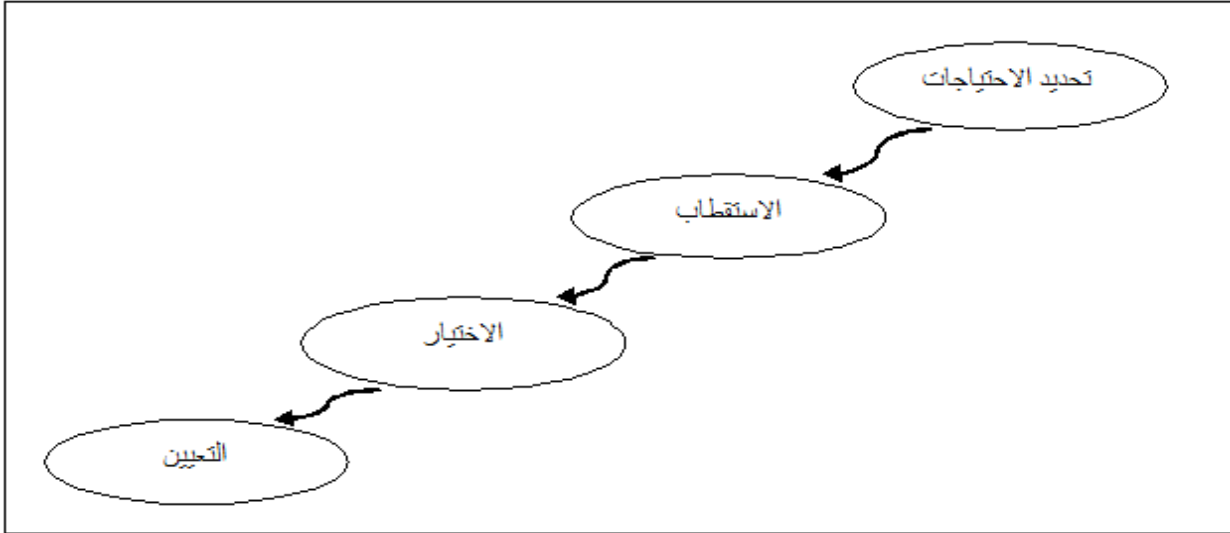 تحديد الاحتياجات
الاستقطاب
الاختيار
التعيين